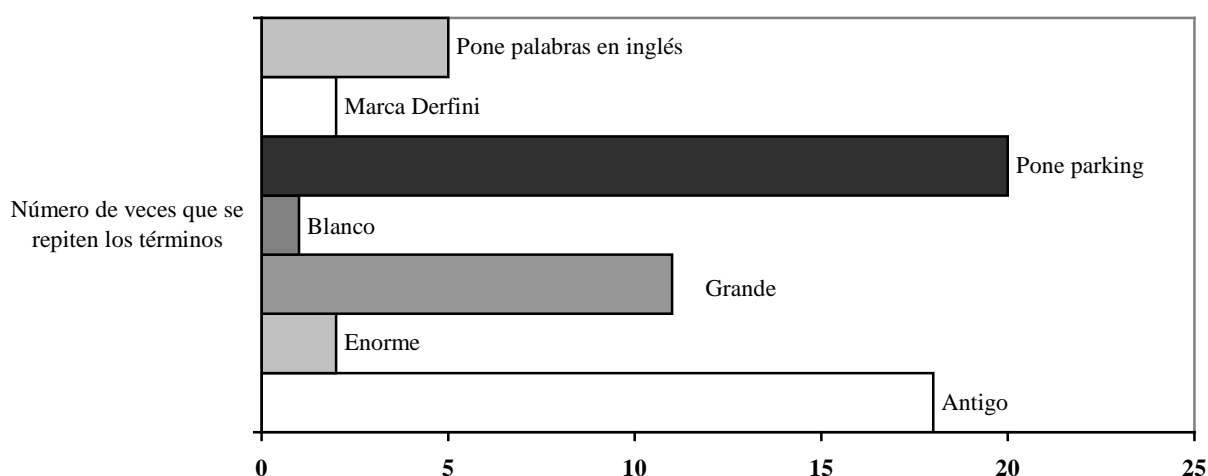 Pone palabras en inglés
Marca Derfini
Pone parking
Número de veces que se
repiten los términos
Blanco
Grande
Enorme
Antigo
0 5 10 15 20 25